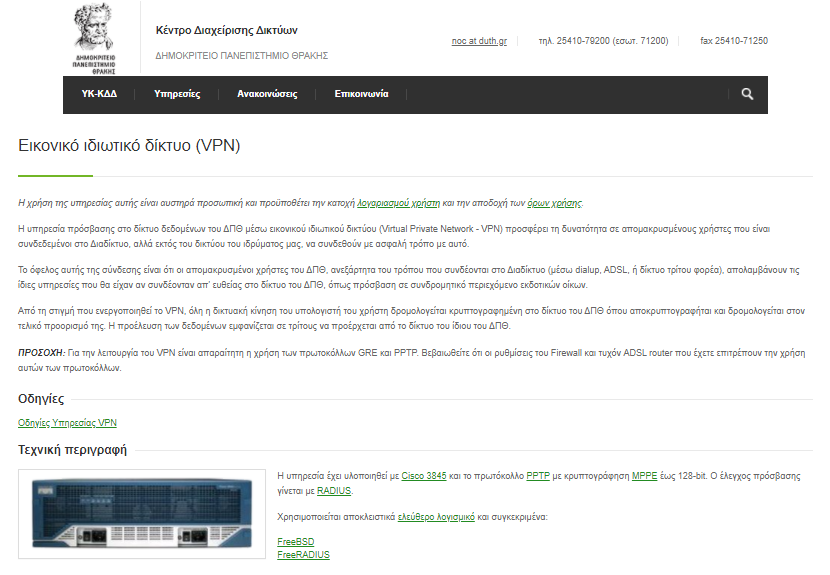 Κέντρο Διαχείρισης Δικτύων
ΔΗΜΟΚΡΙΤΕΙΟ ΠΑΝΕΠΙΣΤΗΜΙΟ ΘΡΑΚΗΣ
ΔΗΜΟΚΡΙΤΕΙΟ
ΠΑΝΕΠΙΣΤΗΜΙΟ
ΘΡΑΚΗΣ
noc at duth.gr
τηλ. 25410-79200 (εσωτ. 71200)
fax 25410-71250
ΥΚ-ΚΔΔ
Υπηρεσίες
Ανακοινώσεις
Επικοινωνία
Εικονικό ιδιωτικό δίκτυο (VPN)
Η χρήση της υπηρεσίας αυτής είναι αυστηρά προσωπική και προϋποθέτει την κατοχή λογαριασμού χρήστη και την αποδοχή των όρων χρήσης.
Η υπηρεσία πρόσβασης στο δίκτυο δεδομένων του ΔΠΘ μέσω εικονικού ιδιωτικού δικτύου (Virtual Private Network - VPN) προσφέρει τη δυνατότητα σε απομακρυσμένους χρήστες που είναι
συνδεδεμένοι στο Διαδίκτυο, αλλά εκτός του δικτύου του ιδρύματος μας, να συνδεθούν με ασφαλή τρόπο με αυτό.
Το όφελος αυτής της σύνδεσης είναι ότι οι απομακρυσμένοι χρήστες του ΔΠΘ, ανεξάρτητα του τρόπου που συνδέονται στο Διαδίκτυο (μέσω dialup, ADSL, ή δίκτυο τρίτου φορέα), απολαμβάνουν τις
ίδιες υπηρεσίες που θα είχαν αν συνδέονταν απ' ευθείας στο δίκτυο του ΔΠΘ, όπως πρόσβαση σε συνδρομητικό περιεχόμενο εκδοτικών οίκων.
Από τη στιγμή που ενεργοποιηθεί το VPN, όλη η δικτυακή κίνηση του υπολογιστή του χρήστη δρομολογείται κρυπτογραφημένη στο δίκτυο του ΔΠΘ όπου αποκρυπτογραφήται και δρομολογείται στον
τελικό προορισμό της. Η προέλευση των δεδομένων εμφανίζεται σε τρίτους να προέρχεται από το δίκτυο του ίδιου του ΔΠΘ.
ΠΡΟΣΟΧΗ: Για την λειτουργία του VPN είναι απαραίτητη η χρήση των πρωτοκόλλων GRE και PPTP. Βεβαιωθείτε ότι οι ρυθμίσεις του Firewall και τυχόν ADSL router που έχετε επιτρέπουν την χρήση
αυτών των πρωτοκόλλων.
Οδηγίες
Οδηγίες Υπηρεσίας VPN
Τεχνική περιγραφή
Η υπηρεσία έχει υλοποιηθεί με Cisco 3845 και το πρωτόκολλο PPTP με κρυπτογράφηση MPPE έως 128-bit. Ο έλεγχος πρόσβασης
γίνεται με RADIUS.
Χρησιμοποιείται αποκλειστικά ελεύθερο λογισμικό και συγκεκριμένα:
FreeBSD
FreeRADIUS